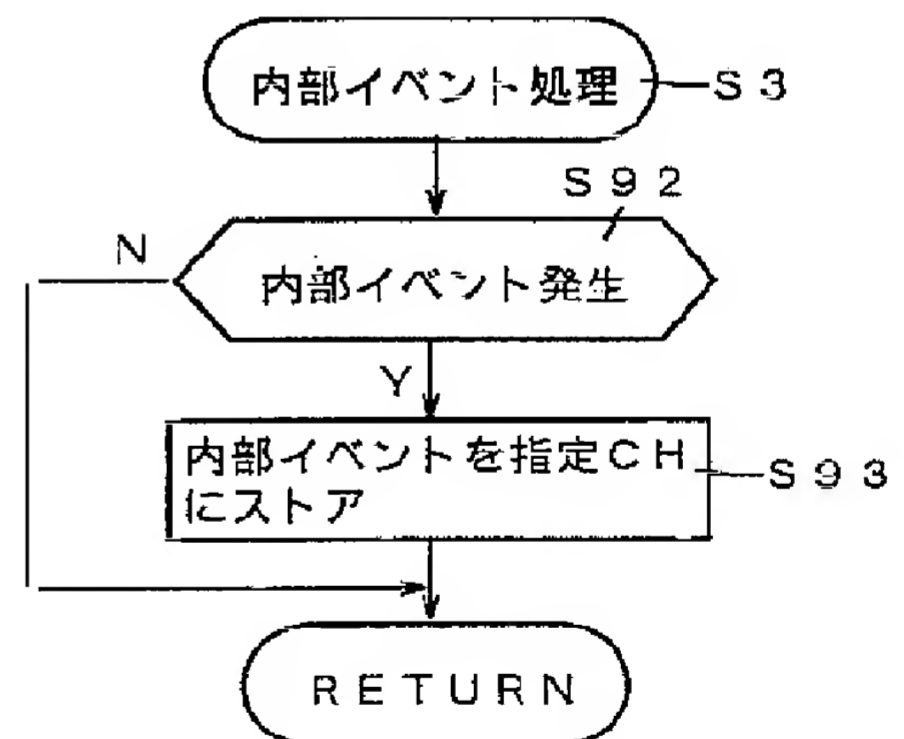 内部イベント処理
S3
S92
N
内部イベント発生
Y
内部イベントを指定CH
にストア
S93
RETURN